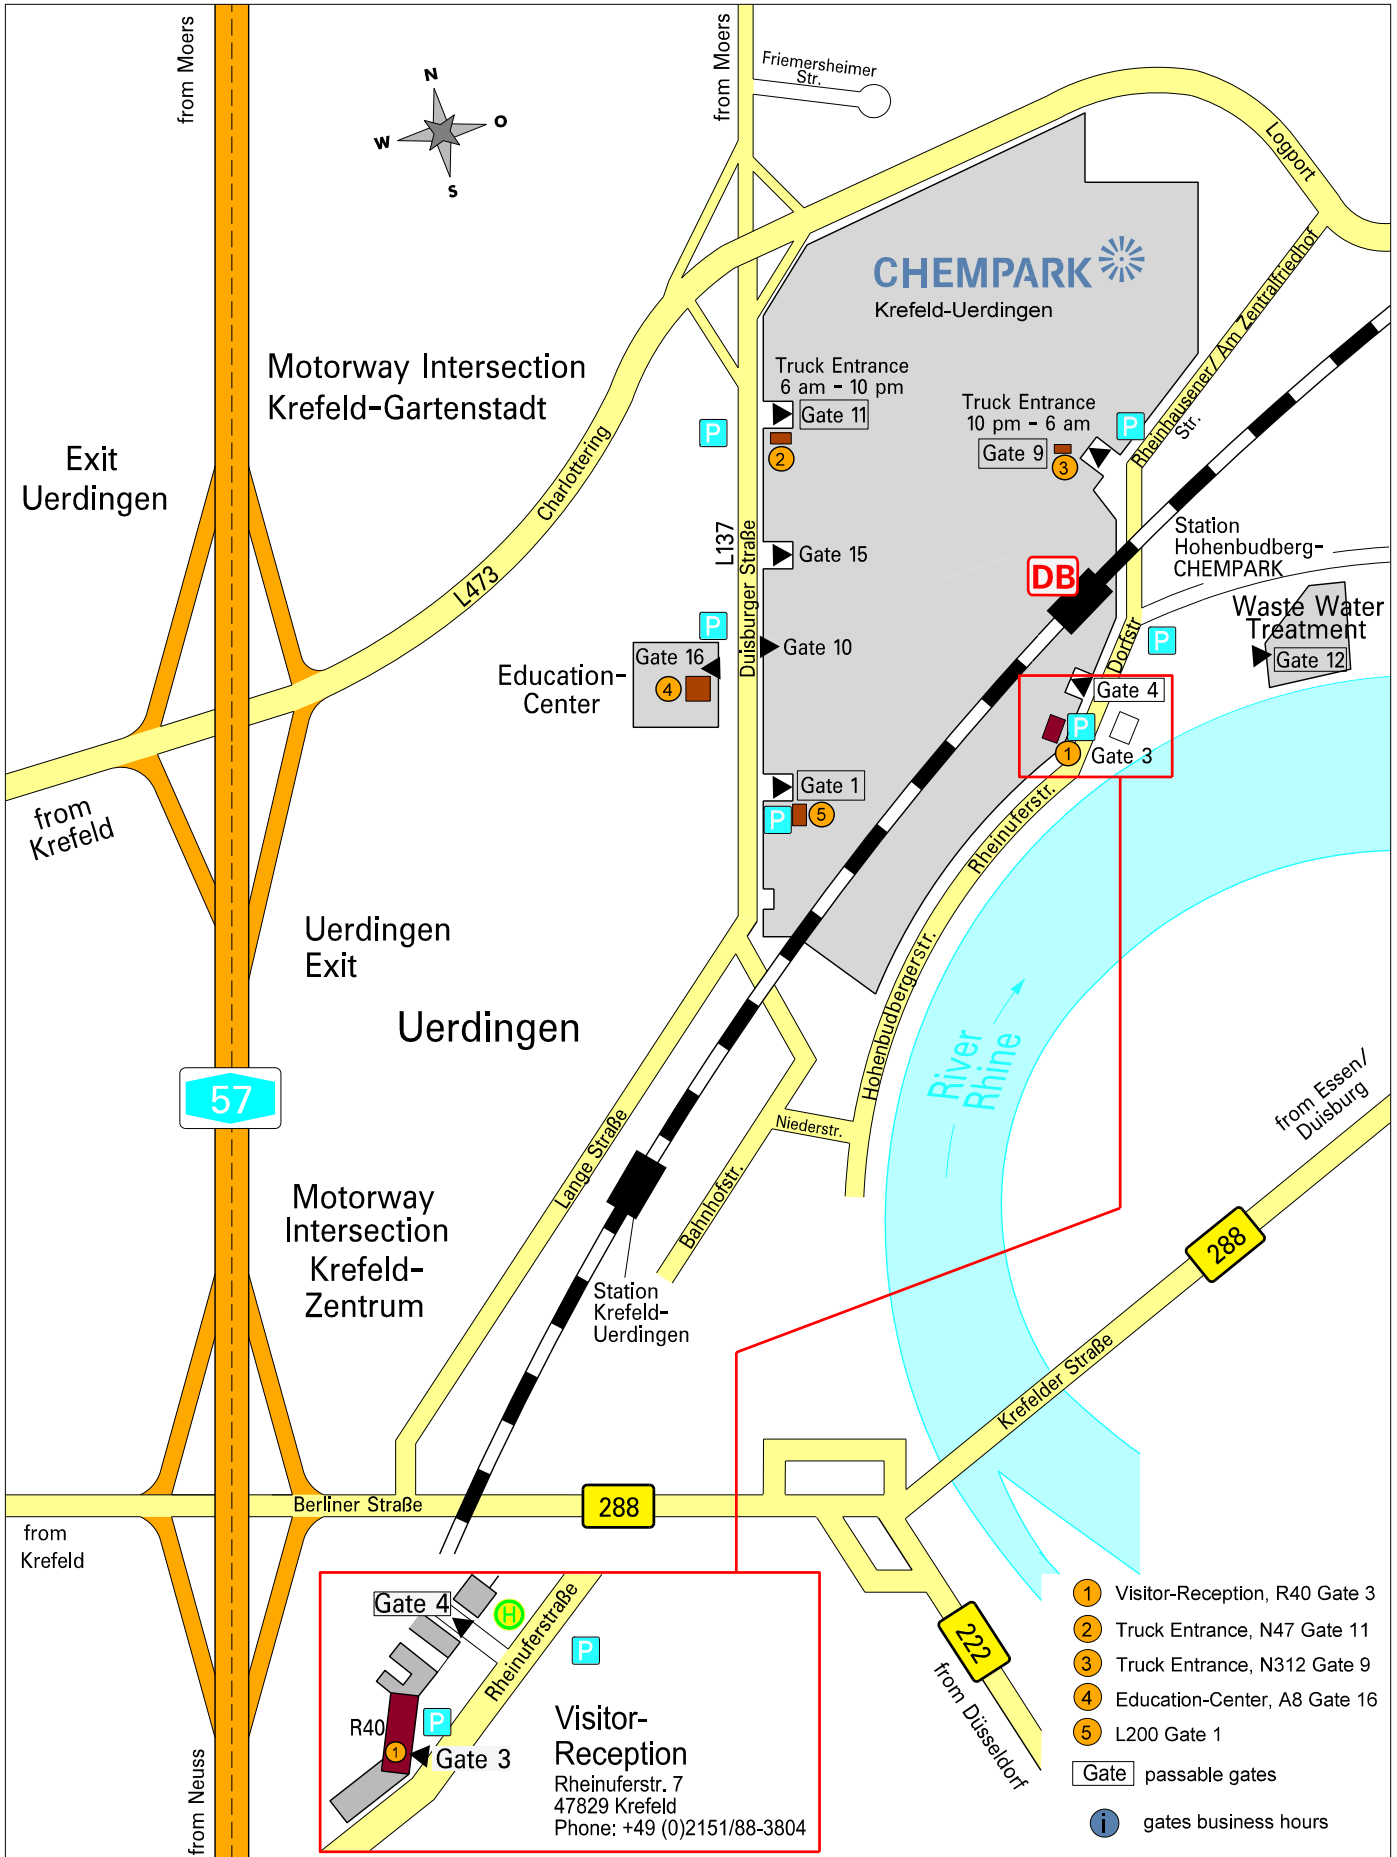 from Moers
from Moers
Friemersheimer
Str.
N
O
W
S
Logport
CHEMPARK
Krefeld-Uerdingen
Rheinhausener/ Am Zentralfriedhof
Str.
Motorway Intersection
Krefeld-Gartenstadt
Truck Entrance
6 am - 10 pm
Gate 11
2
P
Truck Entrance
10 pm - 6 am
Gate 9
3
P
Exit
Uerdingen
Charlottering
L473
L137
Duisburger Straße
Gate 15
Station
Hohenbudberg-
CHEMPARK
DB
Waste Water
Treatment
Gate 12
P
P
Dorfstr
Gate 16
4
Gate 10
Education-
Center
Gate 4
P
1
Gate 3
Gate 1
P
5
from
Krefeld
Rheinuferstr.
Hohenbudbergerstr.
Uerdingen
Exit
Uerdingen
River
Rhine
57
from Essen/
Duisburg
Niederstr.
Lange Straße
Bahnhofstr.
Motorway
Intersection
Krefeld-
Zentrum
288
Station
Krefeld-
Uerdingen
Krefelder Straße
Berliner Straße
288
from
Krefeld
222
from Düsseldorf
from Neuss
Gate 4
H
Rheinuferstraße
P
R40
P
1
Gate 3
Visitor-
Reception
Rheinuferstr. 7
47829 Krefeld
Phone: +49 (0)2151/88-3804
1 Visitor-Reception, R40 Gate 3
2 Truck Entrance, N47 Gate 11
3 Truck Entrance, N312 Gate 9
4 Education-Center, A8 Gate 16
5 L200 Gate 1
Gate passable gates
i gates business hours